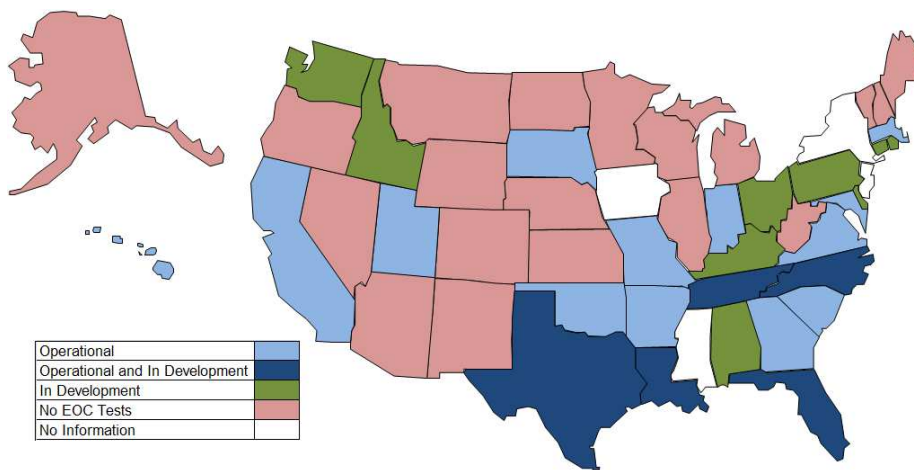 Operational
Operational and In Development
In Development
No EOC Tests
No Information